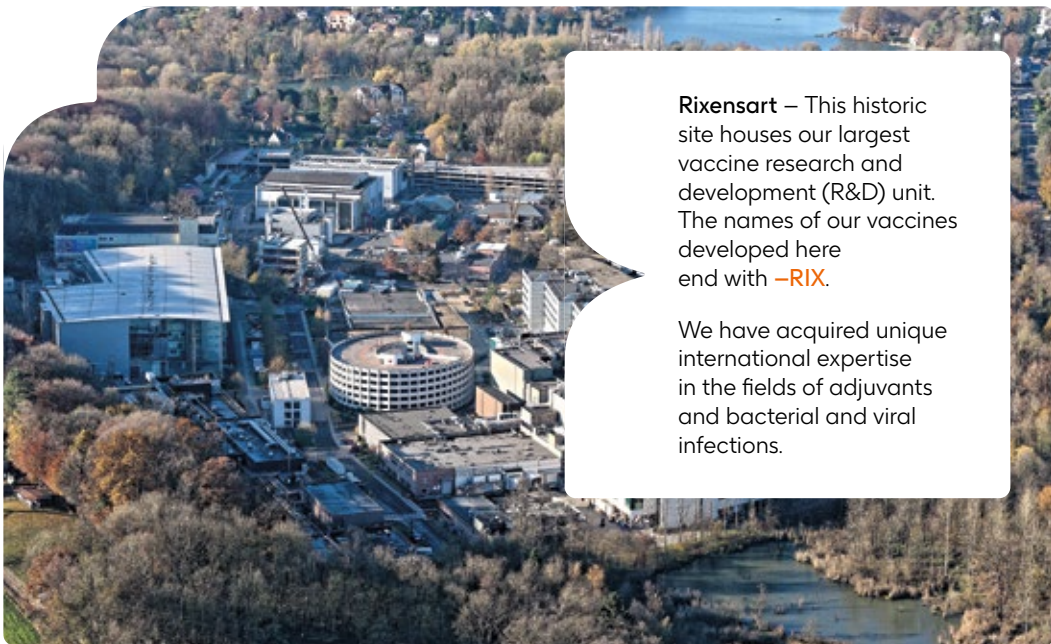 Rixensart – This historic
site houses our largest
vaccine research and
development (R&D) unit.
The names of our vaccines
developed here
end with –RIX.
We have acquired unique
international expertise
in the fields of adjuvants
and bacterial and viral
infections.